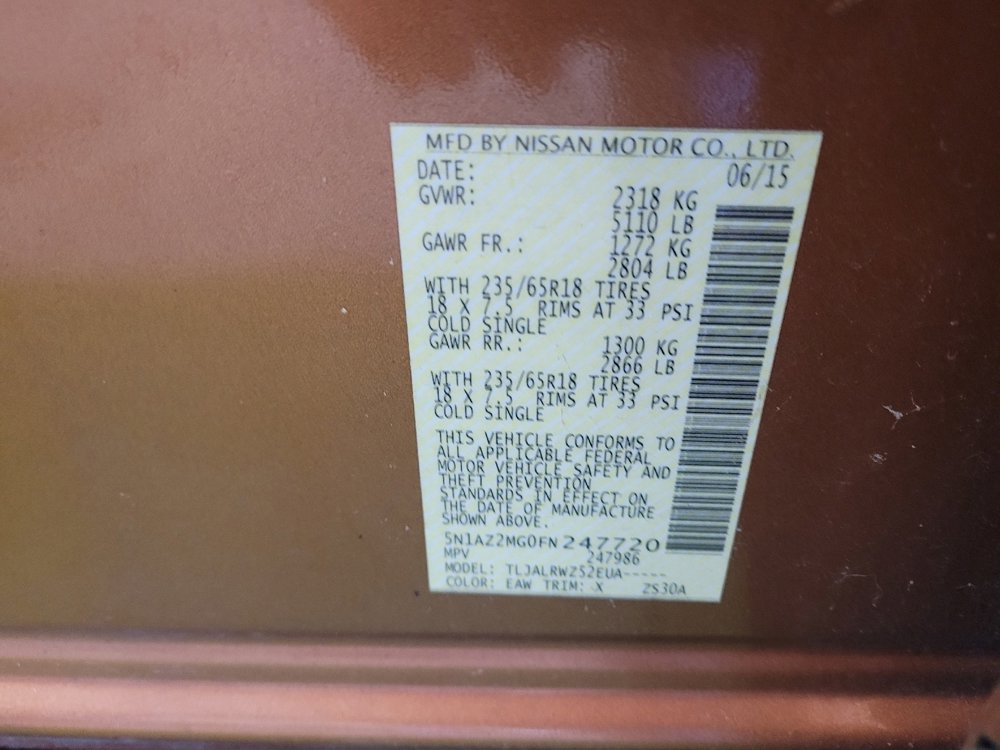 MFD BY NISSAN MOTOR CO., LTD.
DATE: 06/15
GVWR: 2318 KG
5110 LB
GAWR FR.: 1272 KG
2804 LB
WITH 235/65R18 TIRES
18 X 7.5 RIMS AT 33 PSI
COLD SINGLE
GAWR RR.: 1300 KG
2866 LB
WITH 235/65R18 TIRES
18 X 7.5 RIMS AT 33 PSI
COLD SINGLE
THIS VEHICLE CONFORMS TO
ALL APPLICABLE FEDERAL
MOTOR VEHICLE SAFETY AND
THEFT PREVENTION
STANDARDS IN EFFECT ON
THE DATE OF MANUFACTURE
SHOWN ABOVE.
5N1AZ2MG0FN247720
MPV 247986
MODEL: TLJALRWZ52EUA-----
COLOR: EAW TRIM: X ZS30A